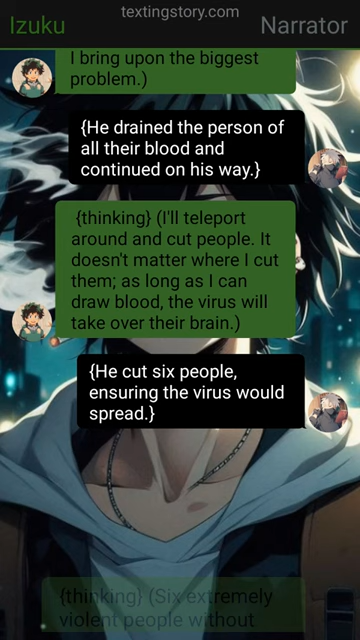 textingstory.com
Izuku
Narrator
I bring upon the biggest
problem.)
{He drained the person of
all their blood and
continued on his way.}
{thinking} (I'll teleport
around and cut people. It
doesn't matter where I cut
them; as long as I can
draw blood, the virus will
take over their brain.)
{He cut six people,
ensuring the virus would
spread.}
{thinking} (Six extremely
violent people without